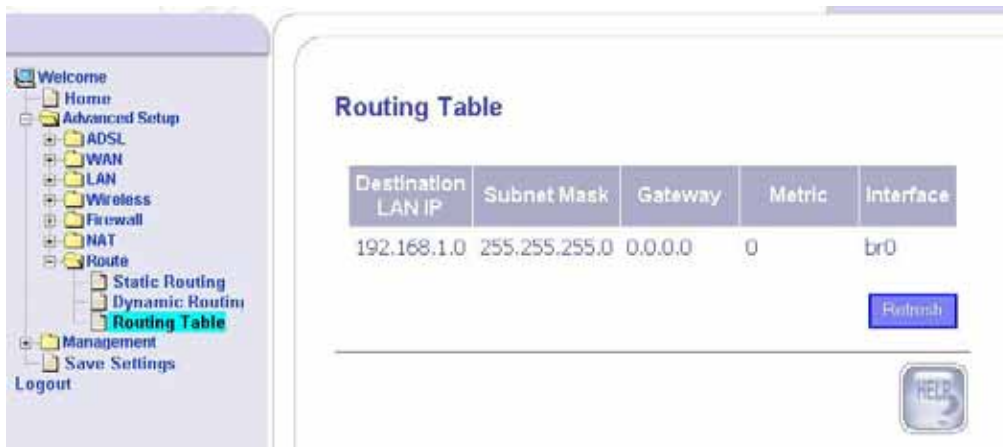 Welcome
Home
Advanced Setup
ADSL
WAN
LAN
Wireless
Firewall
NAT
Route
Static Routing
Dynamic Routin
Routing Table
Management
Save Settings
Logout
Routing Table
Destination LAN IP Subnet Mask Gateway Metric Interface
192.168.1.0 255.255.255.0 0.0.0.0 0 br0
Refresh
HELP